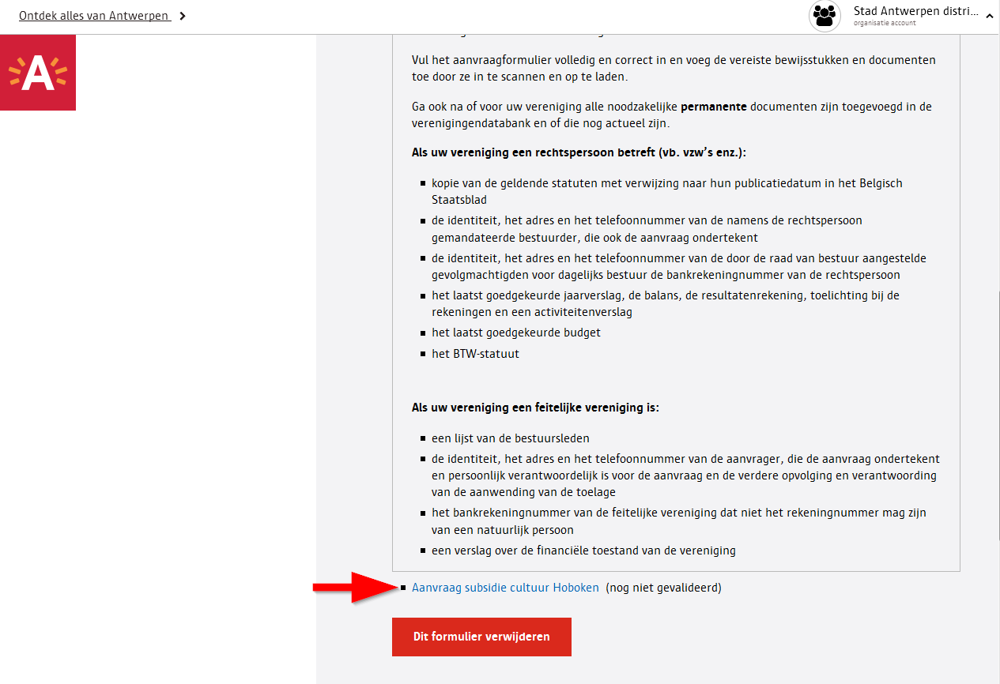 Ontdek alles van Antwerpen
Stad Antwerpen distri...
organisatie account
A
Vul het aanvraagformulier volledig en correct in en voeg de vereiste bewijsstukken en documenten
toe door ze in te scannen en op te laden.
Ga ook na of voor uw vereniging alle noodzakelijke permanente documenten zijn toegevoegd in de
verenigingendatabank en of die nog actueel zijn.
Als uw vereniging een rechtspersoon betreft (vb. vzw’s enz.):
kopie van de geldende statuten met verwijzing naar hun publicatiedatum in het Belgisch
Staatsblad
de identiteit, het adres en het telefoonnummer van de namens de rechtspersoon
gemandateerde bestuurder, die ook de aanvraag ondertekent
de identiteit, het adres en het telefoonnummer van de door de raad van bestuur aangestelde
gevolgmachtigden voor dagelijks bestuur de bankrekeningnummer van de rechtspersoon
het laatst goedgekeurde jaarverslag, de balans, de resultatenrekening, toelichting bij de
rekeningen en een activiteitenverslag
het laatst goedgekeurde budget
het BTW-statuut
Als uw vereniging een feitelijke vereniging is:
een lijst van de bestuursleden
de identiteit, het adres en het telefoonnummer van de aanvrager, die de aanvraag ondertekent
en persoonlijk verantwoordelijk is voor de aanvraag en de verdere opvolging en verantwoording
van de aanwending van de toelage
het bankrekeningnummer van de feitelijke vereniging dat niet het rekeningnummer mag zijn
van een natuurlijk persoon
een verslag over de financiële toestand van de vereniging
Aanvraag subsidie cultuur Hoboken (nog niet gevalideerd)
Dit formulier verwijderen